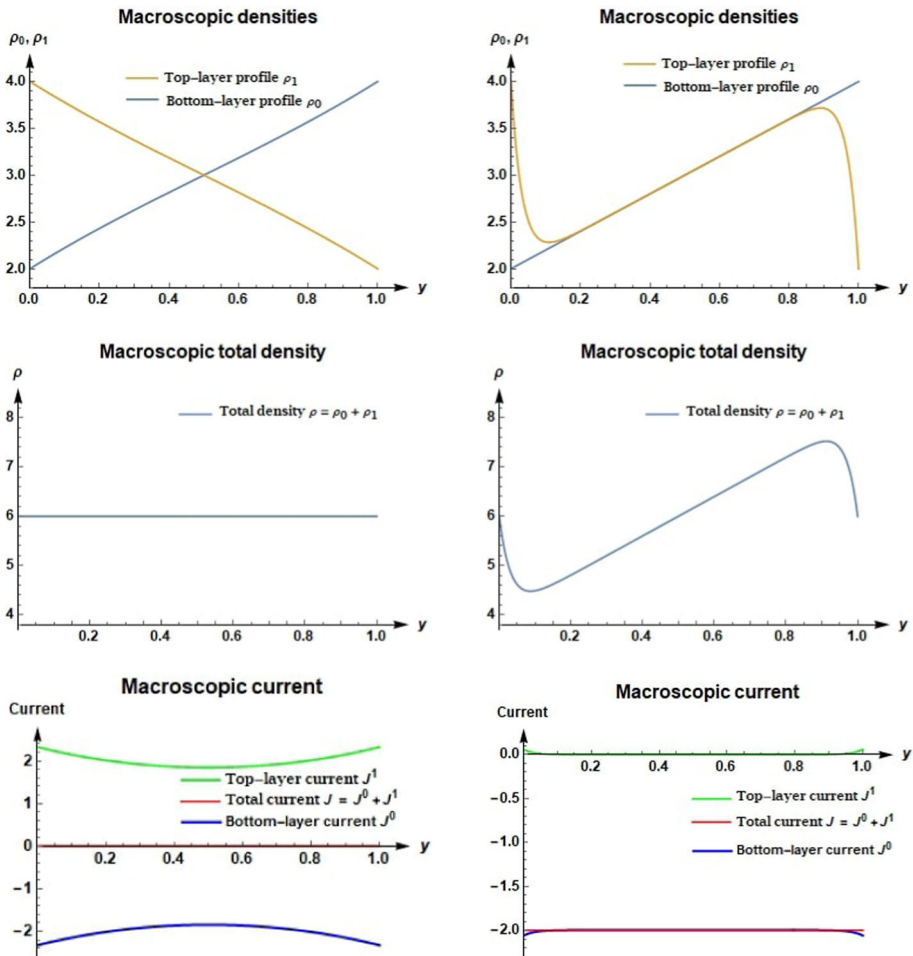 Macroscopic densities
ρ₀, ρ₁
4.0
3.5
3.0
2.5
2.0
Top–layer profile ρ₁
Bottom–layer profile ρ₀
0.0 0.2 0.4 0.6 0.8 1.0 y
Macroscopic densities
ρ₀, ρ₁
4.0
3.5
3.0
2.5
2.0
Top–layer profile ρ₁
Bottom–layer profile ρ₀
0.0 0.2 0.4 0.6 0.8 1.0 y
Macroscopic total density
ρ
8
7
6
5
4
Total density ρ = ρ₀ + ρ₁
0.2 0.4 0.6 0.8 1.0 y
Macroscopic total density
ρ
8
7
6
5
4
Total density ρ = ρ₀ + ρ₁
0.2 0.4 0.6 0.8 1.0 y
Macroscopic current
Current
2
1
0
−1
−2
Top–layer current J¹
Total current J = J⁰ + J¹
Bottom–layer current J⁰
0.2 0.4 0.6 0.8 1.0 y
Macroscopic current
Current
0.0
−0.5
−1.0
−1.5
−2.0
0.2 0.4 0.6 0.8 1.0 y
Top–layer current J¹
Total current J = J⁰ + J¹
Bottom–layer current J⁰